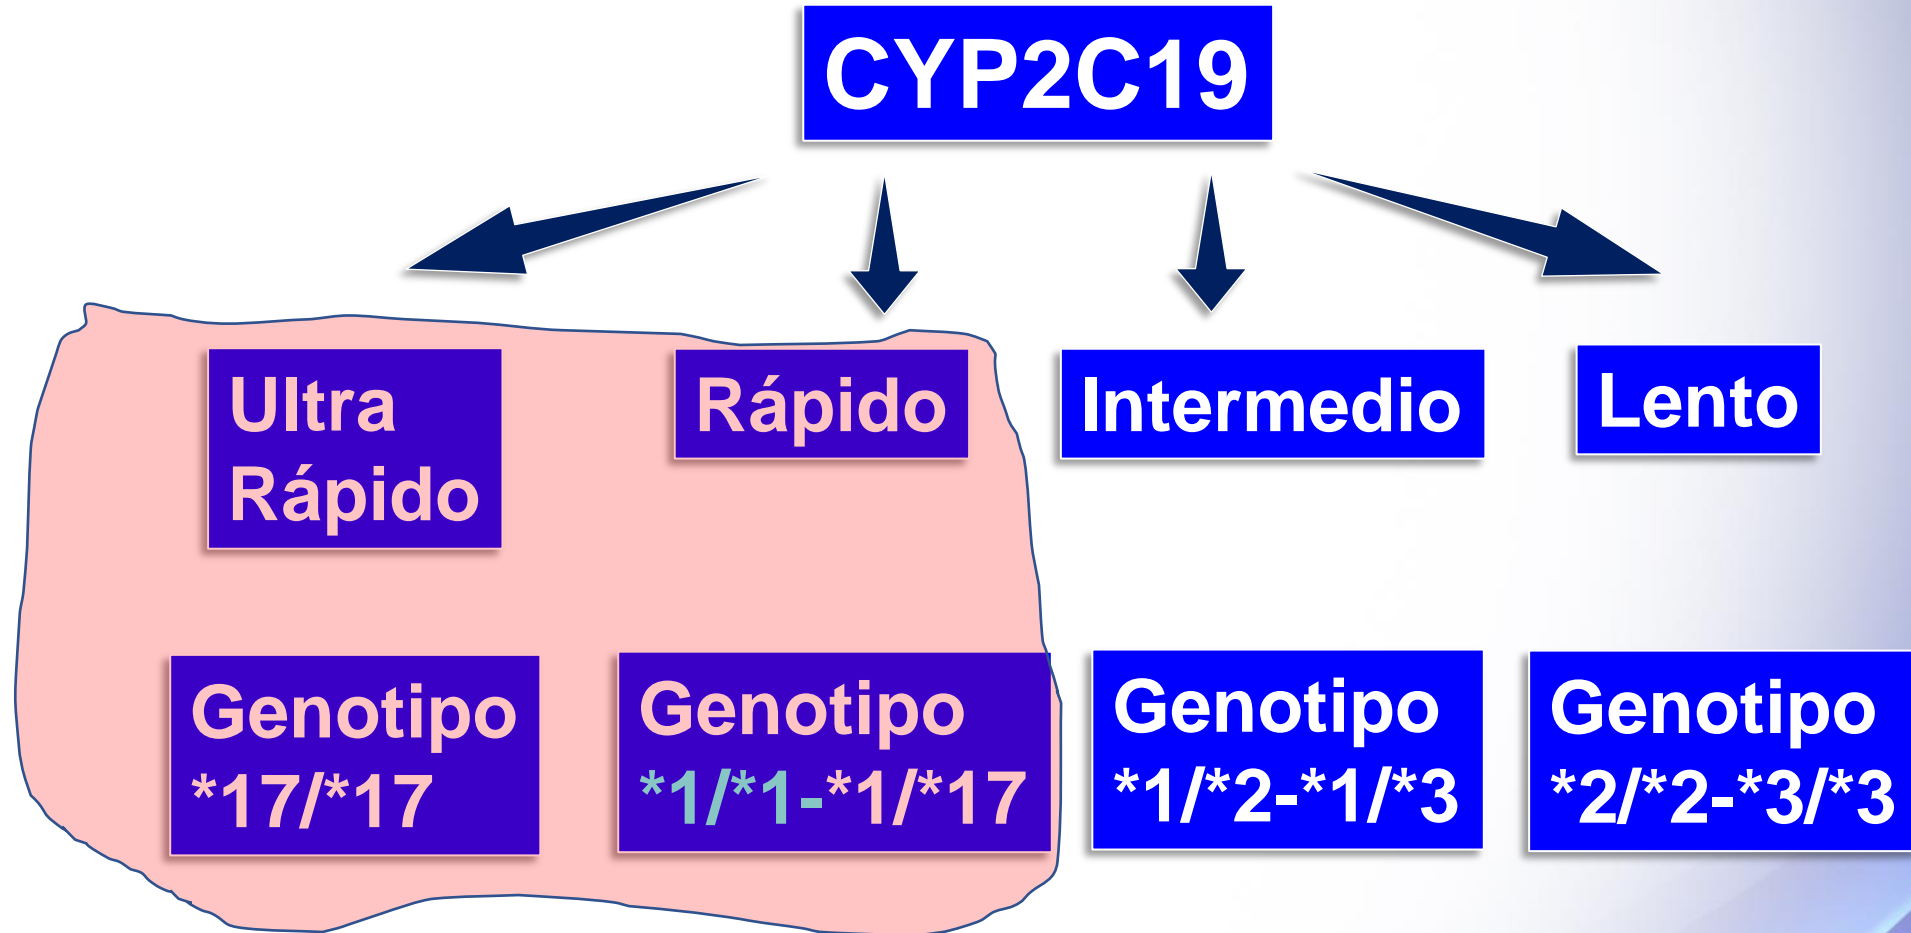 CYP2C19
Ultra
Rápido
Rápido
Intermedio
Lento
Genotipo
*17/*17
Genotipo
*1/*1-*1/*17
Genotipo
*1/*2-*1/*3
Genotipo
*2/*2-*3/*3